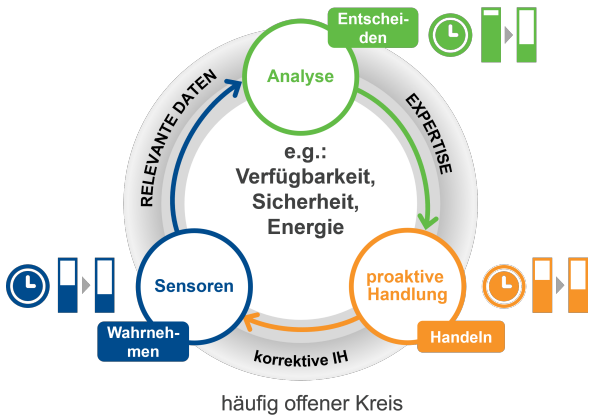 Entschei-
den
Analyse
RELEVANTE DATEN
EXPERTISE
e.g.:
Verfügbarkeit,
Sicherheit,
Energie
Sensoren
proaktive
Handlung
Wahrneh-
men
Handeln
korrektive IH
häufig offener Kreis